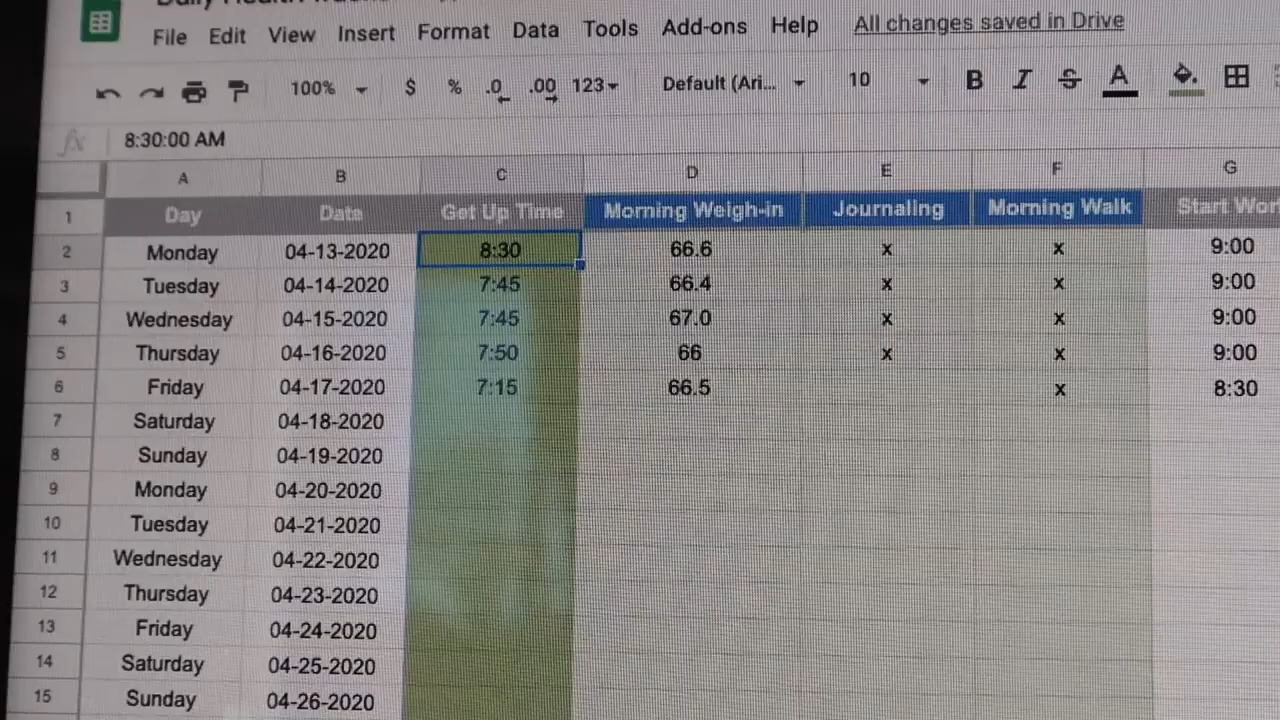 File Edit View Insert Format Data Tools Add-ons Help All changes saved in Drive
100% $ % .0 .00 123 Default (Ari... 10 B I S A
fx 8:30:00 AM
A B C D E F G
1 Day Date Get Up Time Morning Weigh-in Journaling Morning Walk Start
2 Monday 04-13-2020 8:30 66.6 x x 9:00
3 Tuesday 04-14-2020 7:45 66.4 x x 9:00
4 Wednesday 04-15-2020 7:45 67.0 x x 9:00
5 Thursday 04-16-2020 7:50 66 x x 9:00
6 Friday 04-17-2020 7:15 66.5 x 8:30
7 Saturday 04-18-2020
8 Sunday 04-19-2020
9 Monday 04-20-2020
10 Tuesday 04-21-2020
11 Wednesday 04-22-2020
12 Thursday 04-23-2020
13 Friday 04-24-2020
14 Saturday 04-25-2020
15 Sunday 04-26-2020